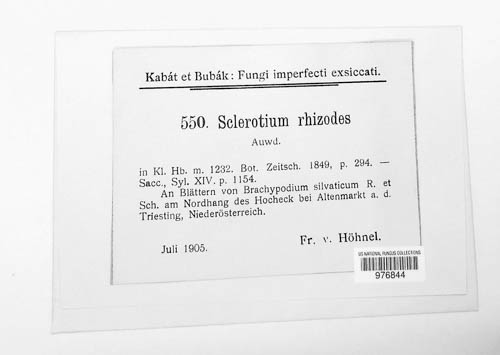 Kabát et Bubák: Fungi imperfecti exsiccati.
550. Sclerotium rhizodes
Auwd.
in Kl. Hb. m. 1232. Bot. Zeitsch. 1849, p. 294. —
Sacc., Syl. XIV. p. 1154.
An Blättern von Brachypodium silvaticum R. et
Sch. am Nordhang des Hocheck bei Altenmarkt a. d.
Triesting, Niederösterreich.
Juli 1905.
Fr. v. Höhnel.
US NATIONAL FUNGUS COLLECTIONS
976844